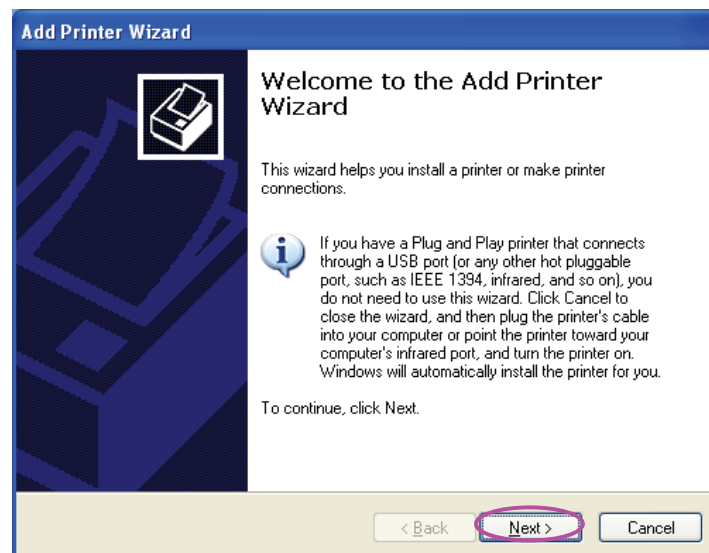 Add Printer Wizard
Welcome to the Add Printer
Wizard
This wizard helps you install a printer or make printer
connections.
If you have a Plug and Play printer that connects
through a USB port (or any other hot pluggable
port, such as IEEE 1394, infrared, and so on), you
do not need to use this wizard. Click Cancel to
close the wizard, and then plug the printer's cable
into your computer or point the printer toward your
computer's infrared port, and turn the printer on.
Windows will automatically install the printer for you.
To continue, click Next.
< Back Next > Cancel